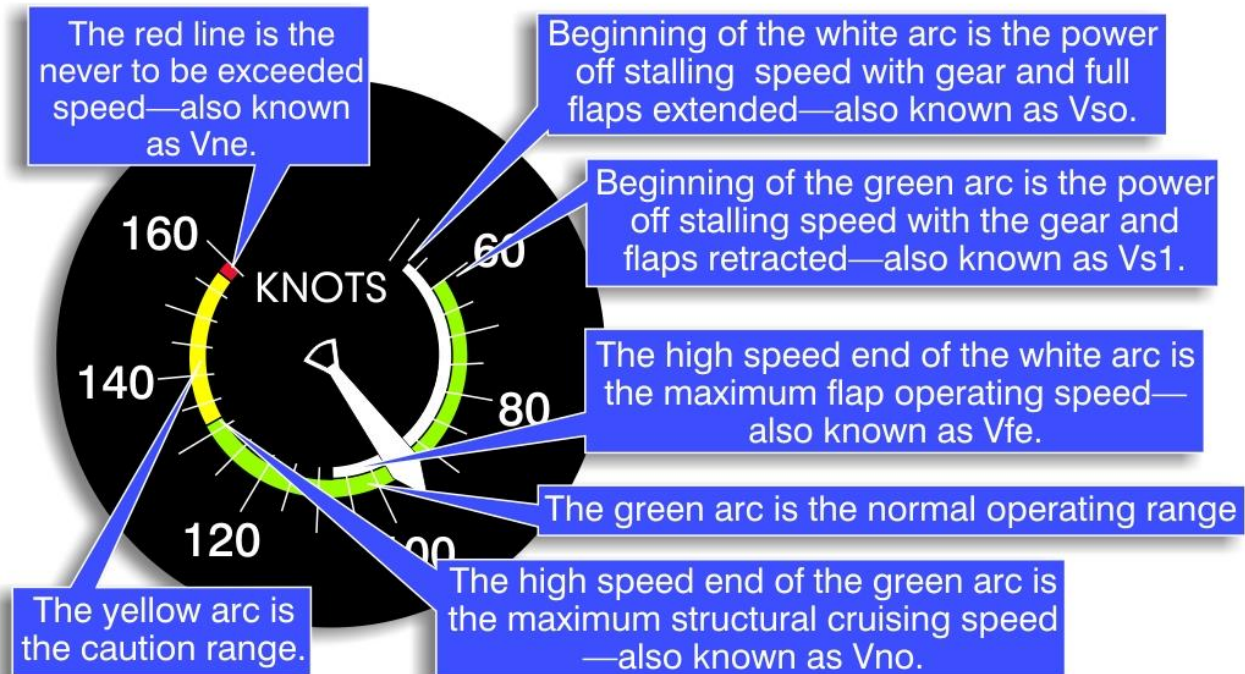 The red line is the
never to be exceeded
speed—also known
as Vne.
Beginning of the white arc is the power
off stalling speed with gear and full
flaps extended—also known as Vso.
Beginning of the green arc is the power
off stalling speed with the gear and
flaps retracted—also known as Vs1.
160
KNOTS
60
The high speed end of the white arc is
the maximum flap operating speed—
also known as Vfe.
140
80
The green arc is the normal operating range
120
100
The high speed end of the green arc is
the maximum structural cruising speed
—also known as Vno.
The yellow arc is
the caution range.